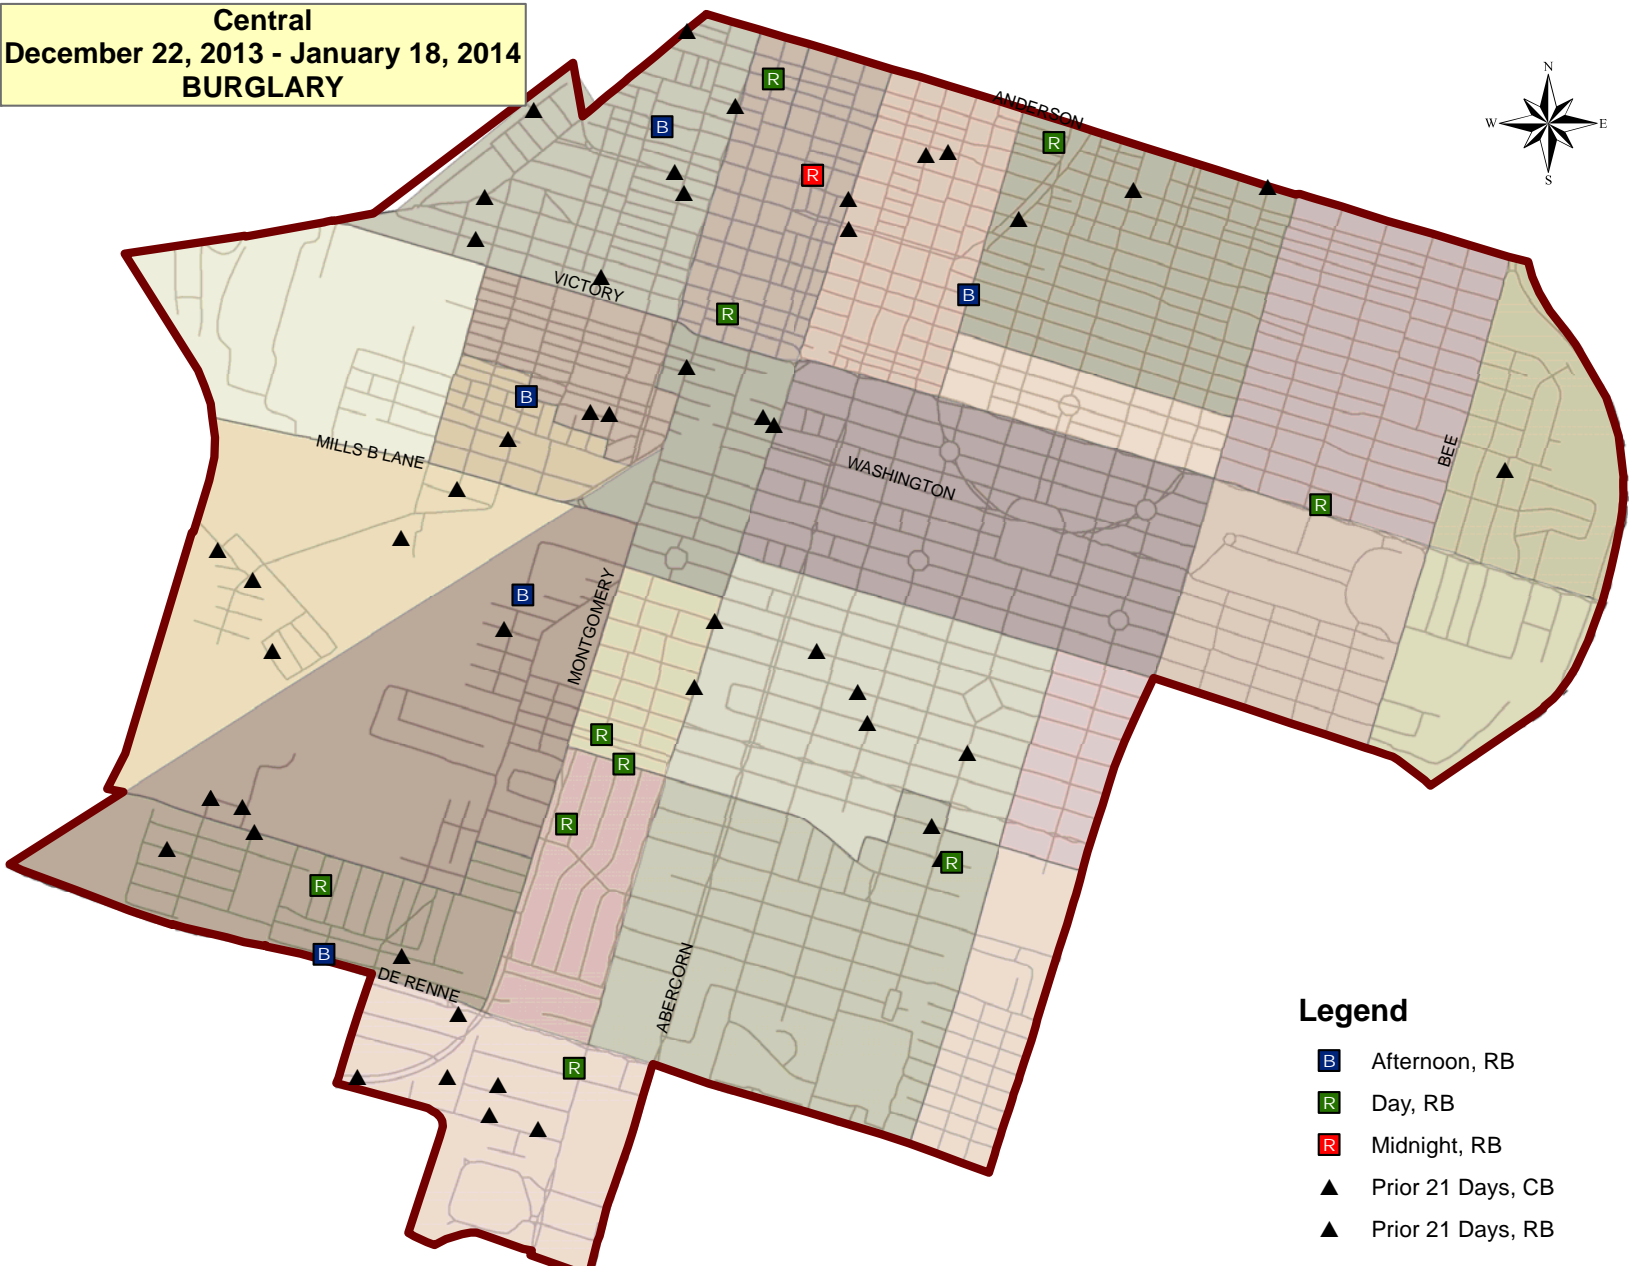 Central
December 22, 2013 - January 18, 2014
BURGLARY
N
W E
S
ANDERSON
R
B
R
R
VICTORY
B
R
B
MILLS B LANE
WASHINGTON
BEE
R
B
MONTGOMERY
R
R
R
R
R
B
DE RENNE
ABERCORN
R
Legend
B Afternoon, RB
R Day, RB
R Midnight, RB
Prior 21 Days, CB
Prior 21 Days, RB